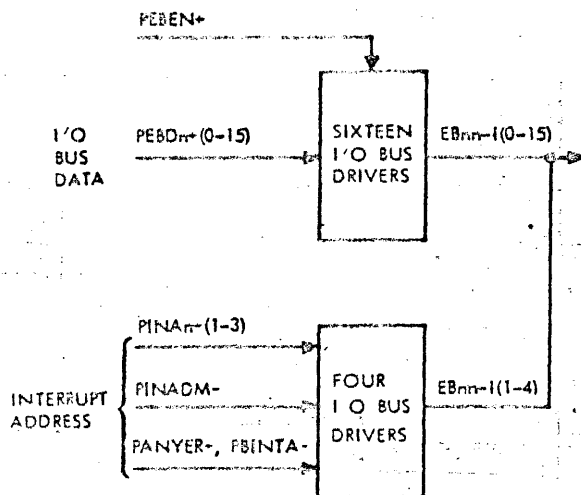 PEBEN+
I/O
BUS
DATA
PEBDn+(0-15)
SIXTEEN
I/O BUS
DRIVERS
EBnn-I(0-15)
INTERRUPT
ADDRESS
PINAn-(1-3)
PINADM-
PANYER+, PBINTA-
FOUR
I O BUS
DRIVERS
EBnn-I(1-4)